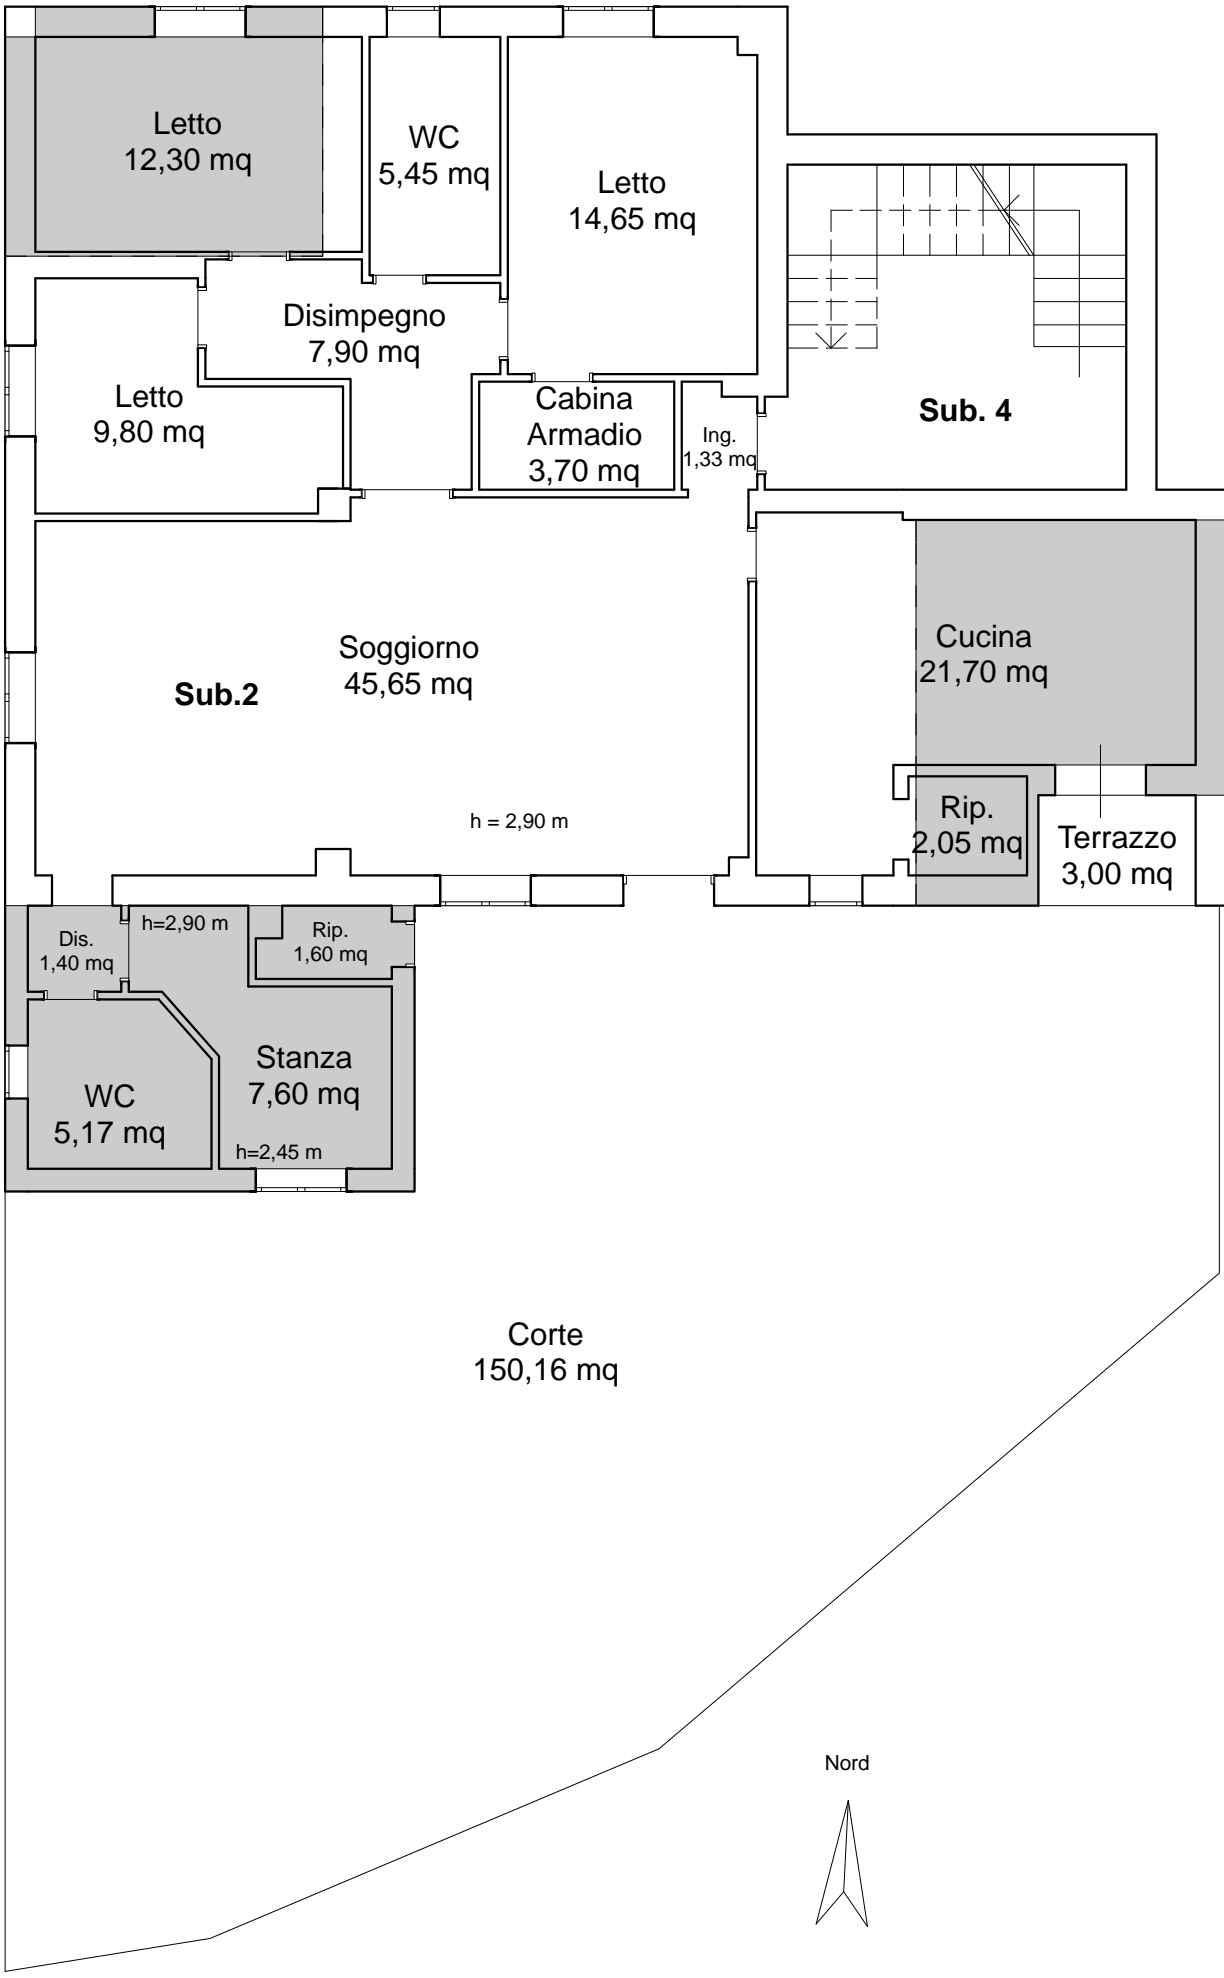 Letto
12,30 mq
WC
5,45 mq
Letto
14,65 mq
Disimpegno
7,90 mq
Letto
9,80 mq
Cabina
Armadio
3,70 mq
Ing.
1,33 mq
Sub. 4
Soggiorno
45,65 mq
Sub.2
h = 2,90 m
Cucina
21,70 mq
Rip.
2,05 mq
Terrazzo
3,00 mq
Dis.
1,40 mq
h=2,90 m
Rip.
1,60 mq
Stanza
7,60 mq
WC
5,17 mq
h=2,45 m
Corte
150,16 mq
Nord